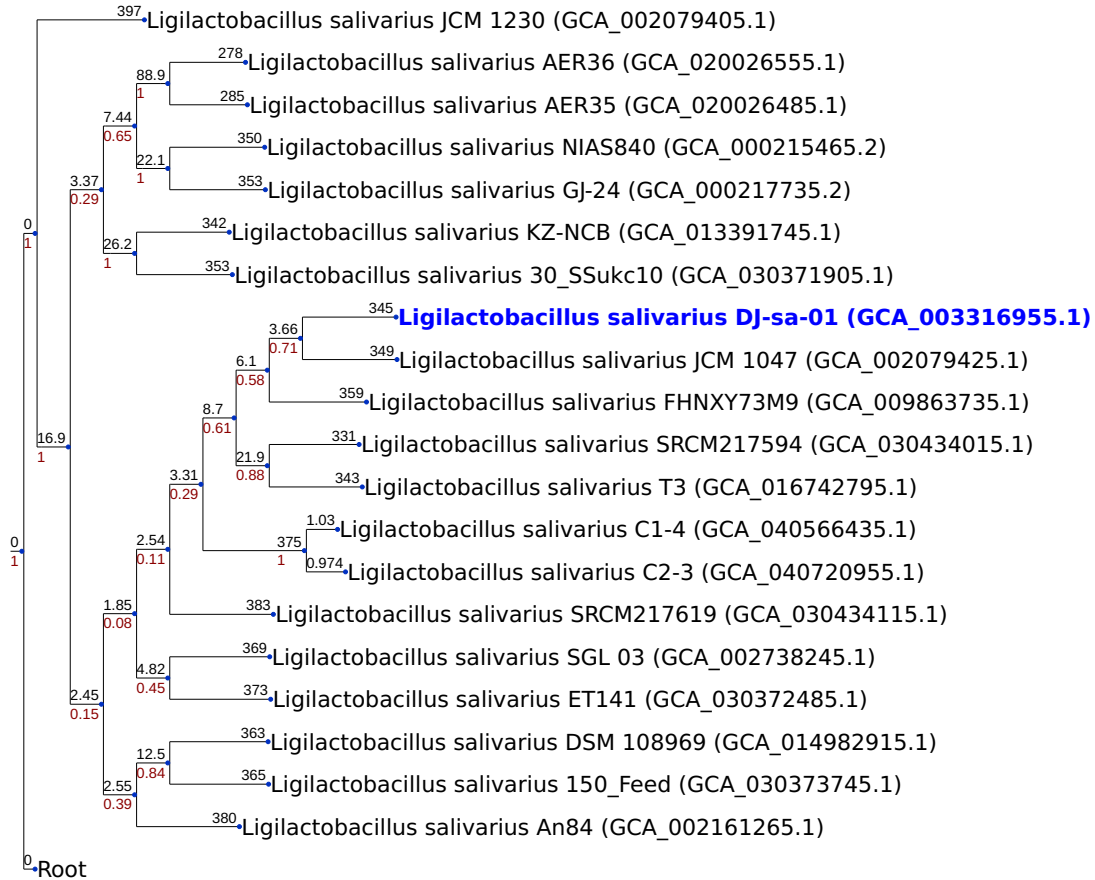 397 Ligilactobacillus salivarius JCM 1230 (GCA_002079405.1)
278 Ligilactobacillus salivarius AER36 (GCA_020026555.1)
88.9
1
285 Ligilactobacillus salivarius AER35 (GCA_020026485.1)
7.44
0.65
350 Ligilactobacillus salivarius NIAS840 (GCA_000215465.2)
22.1
1
353 Ligilactobacillus salivarius GJ-24 (GCA_000217735.2)
3.37
0.29
342 Ligilactobacillus salivarius KZ-NCB (GCA_013391745.1)
0
1
26.2
1
353 Ligilactobacillus salivarius 30_SSukc10 (GCA_030371905.1)
345 Ligilactobacillus salivarius DJ-sa-01 (GCA_003316955.1)
3.66
0.71
349 Ligilactobacillus salivarius JCM 1047 (GCA_002079425.1)
6.1
0.58
359 Ligilactobacillus salivarius FHNXY73M9 (GCA_009863735.1)
8.7
0.61
16.9
1
331 Ligilactobacillus salivarius SRCM217594 (GCA_030434015.1)
21.9
0.88
343 Ligilactobacillus salivarius T3 (GCA_016742795.1)
3.31
0.29
1.03 Ligilactobacillus salivarius C1-4 (GCA_040566435.1)
375
1
2.54
0.11
0
1
0.974 Ligilactobacillus salivarius C2-3 (GCA_040720955.1)
1.85
0.08
383 Ligilactobacillus salivarius SRCM217619 (GCA_030434115.1)
369 Ligilactobacillus salivarius SGL 03 (GCA_002738245.1)
4.82
0.45
373 Ligilactobacillus salivarius ET141 (GCA_030372485.1)
2.45
0.15
363 Ligilactobacillus salivarius DSM 108969 (GCA_014982915.1)
12.5
0.84
365 Ligilactobacillus salivarius 150_Feed (GCA_030373745.1)
2.55
0.39
380 Ligilactobacillus salivarius An84 (GCA_002161265.1)
0 Root